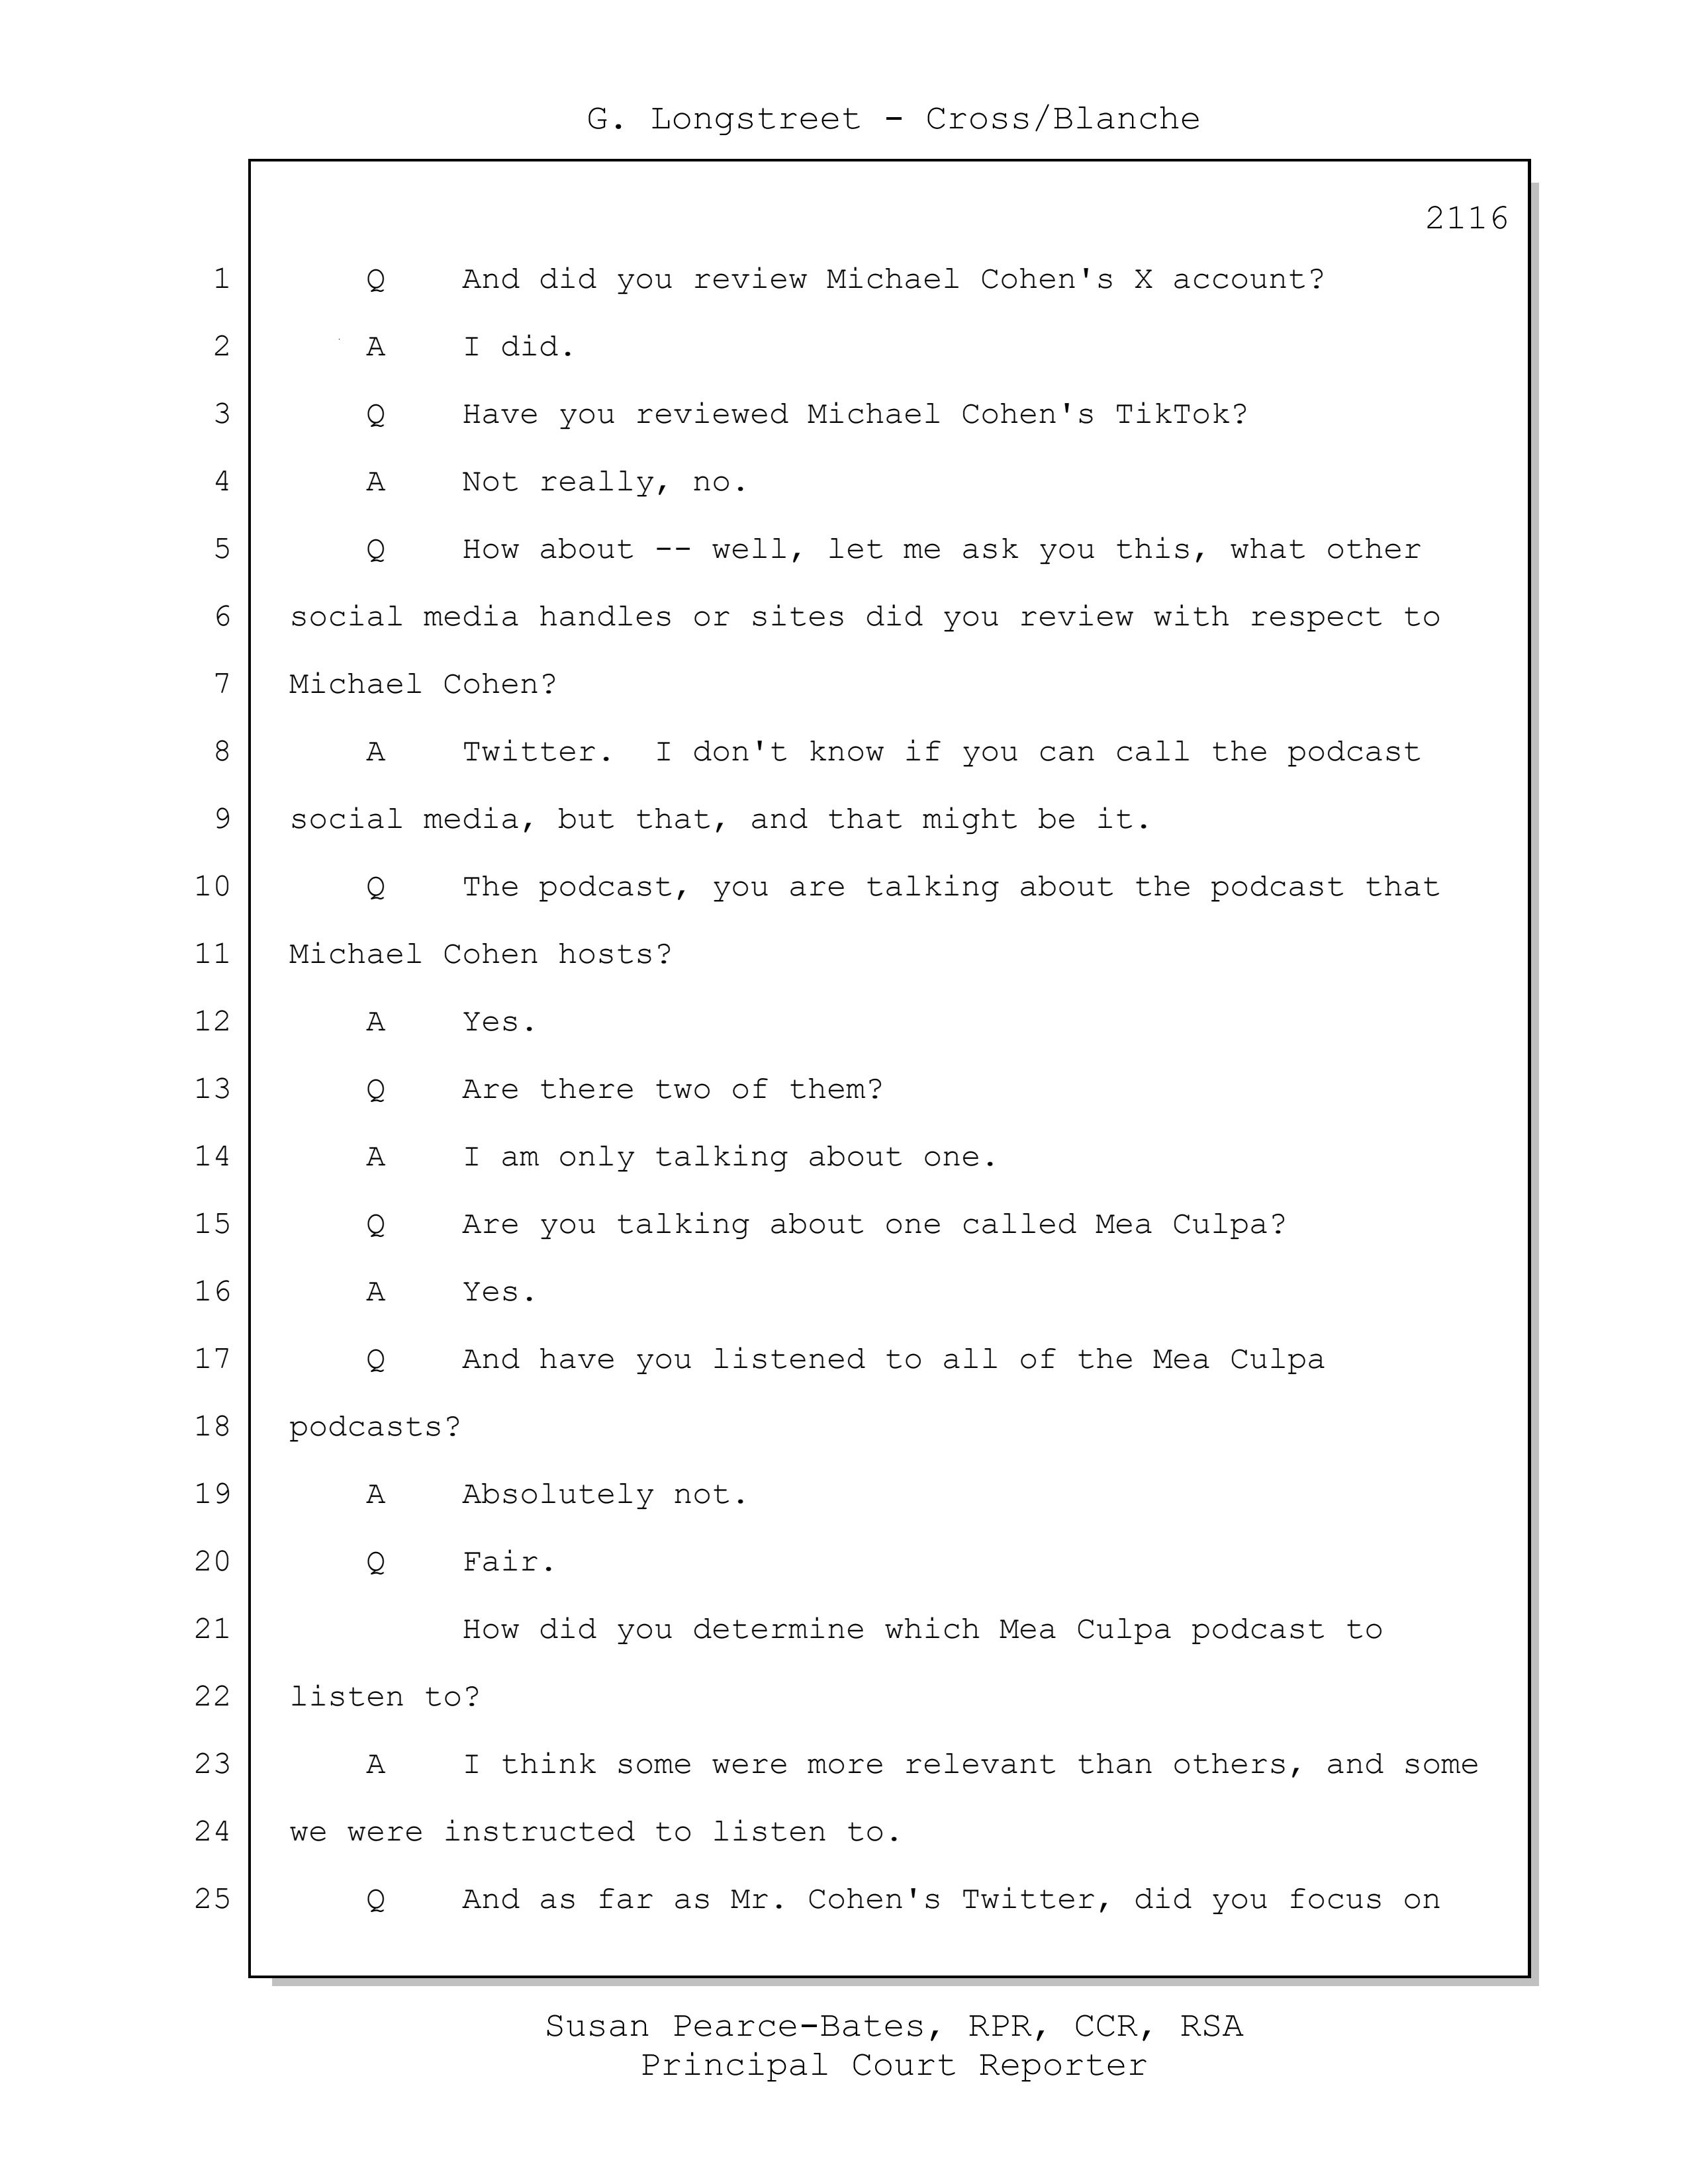 G. Longstreet - Cross/Blanche
2116
1 Q And did you review Michael Cohen's X account?
2 A I did.
3 Q Have you reviewed Michael Cohen's TikTok?
4 A Not really, no.
5 Q How about -- well, let me ask you this, what other
6 social media handles or sites did you review with respect to
7 Michael Cohen?
8 A Twitter. I don't know if you can call the podcast
9 social media, but that, and that might be it.
10 Q The podcast, you are talking about the podcast that
11 Michael Cohen hosts?
12 A Yes.
13 Q Are there two of them?
14 A I am only talking about one.
15 Q Are you talking about one called Mea Culpa?
16 A Yes.
17 Q And have you listened to all of the Mea Culpa
18 podcasts?
19 A Absolutely not.
20 Q Fair.
21 How did you determine which Mea Culpa podcast to
22 listen to?
23 A I think some were more relevant than others, and some
24 we were instructed to listen to.
25 Q And as far as Mr. Cohen's Twitter, did you focus on
Susan Pearce-Bates, RPR, CCR, RSA
Principal Court Reporter